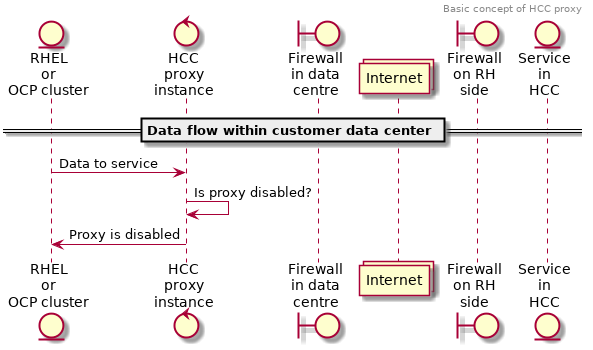 Basic concept of HCC proxy
RHEL
or
OCP cluster
HCC
proxy
instance
Firewall
in data
centre
Internet
Firewall
on RH
side
Service
in
HCC
Data flow within customer data center
Data to service
Is proxy disabled?
Proxy is disabled
RHEL
or
OCP cluster
HCC
proxy
instance
Firewall
in data
centre
Internet
Firewall
on RH
side
Service
in
HCC